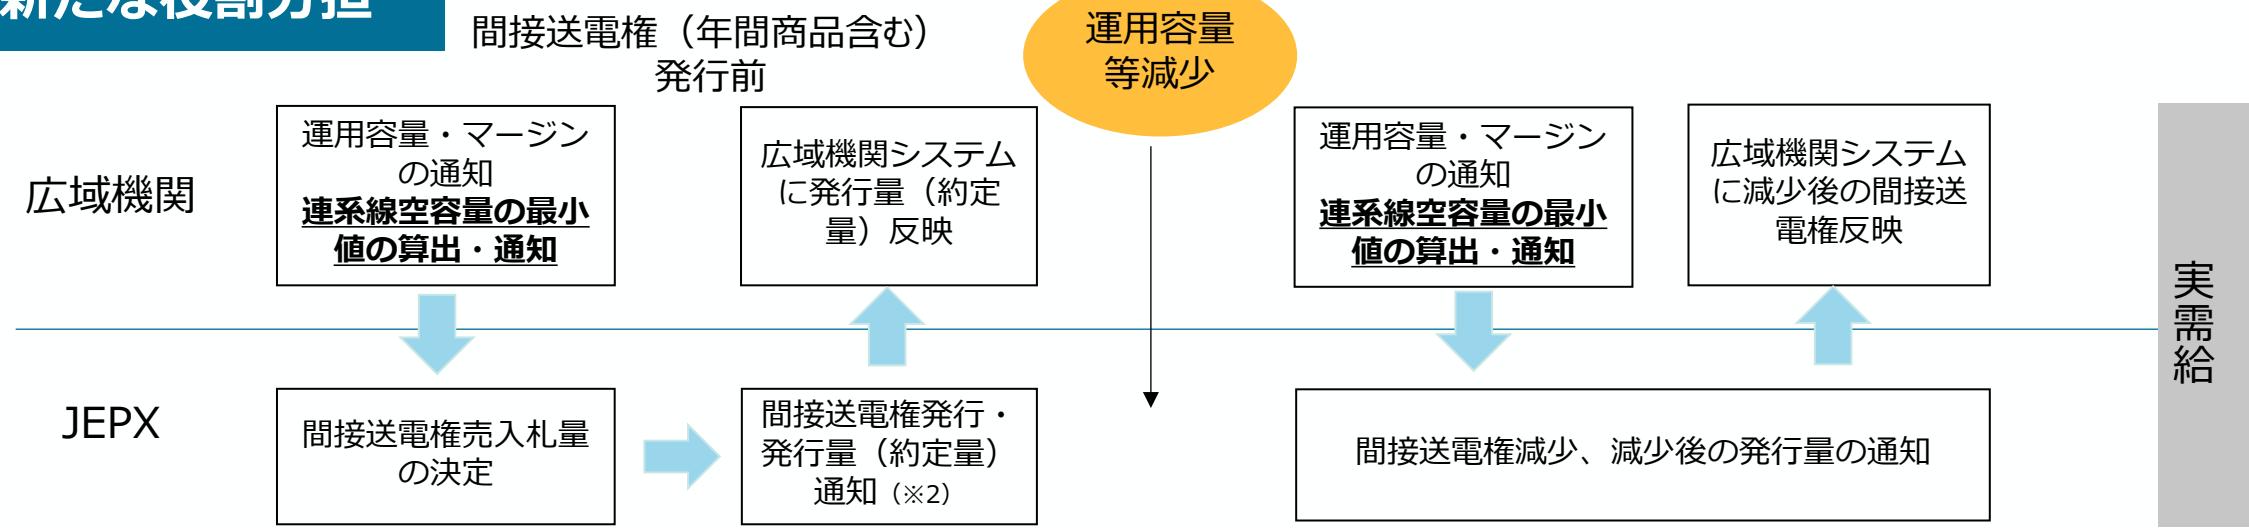 新たな役割分担
間接送電権（年間商品含む）
発行前
運用容量
等減少
広域機関
運用容量・マージン
の通知
連系線空容量の最小
値の算出・通知
広域機関システム
に発行量（約定
量）反映
運用容量・マージン
の通知
連系線空容量の最小
値の算出・通知
広域機関システム
に減少後の間接送
電権反映
実需給
JEPX
間接送電権売入札量
の決定
間接送電権発行・
発行量（約定量）
通知（※2）
間接送電権減少、減少後の発行量の通知